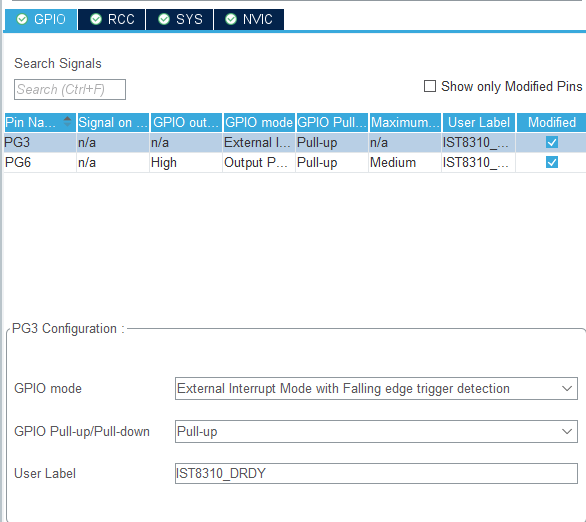 GPIO RCC SYS NVIC
Search Signals
Search (Ctrl+F)
Show only Modified Pins
Pin Na... Signal on ... GPIO out... GPIO mode GPIO Pull... Maximum... User Label Modified
PG3 n/a n/a External I... Pull-up n/a IST8310_...
PG6 n/a High Output P... Pull-up Medium IST8310_...
PG3 Configuration :
GPIO mode External Interrupt Mode with Falling edge trigger detection
GPIO Pull-up/Pull-down Pull-up
User Label IST8310_DRDY